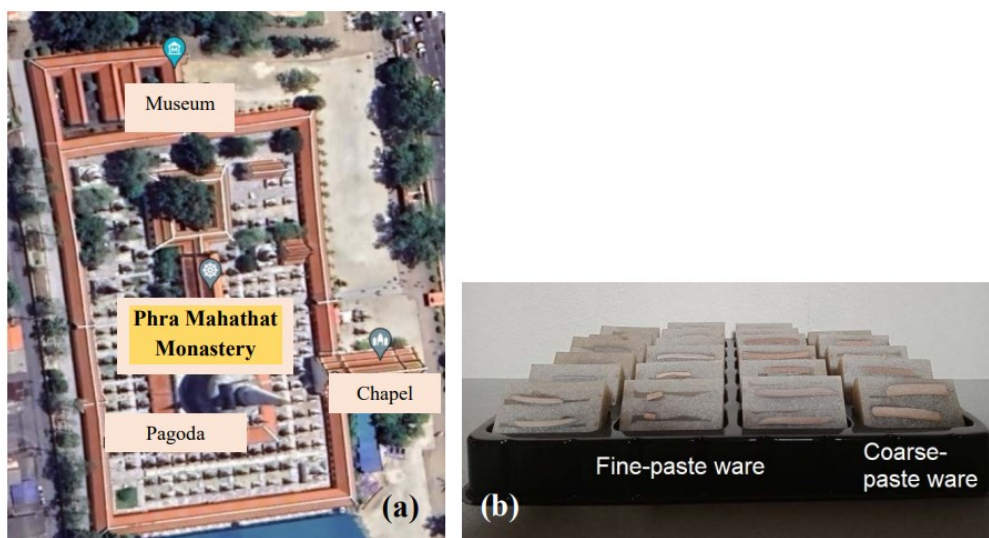 Museum
Phra Mahathat
Monastery
Chapel
Pagoda
(a)
Fine-paste ware
Coarse-
paste ware
(b)